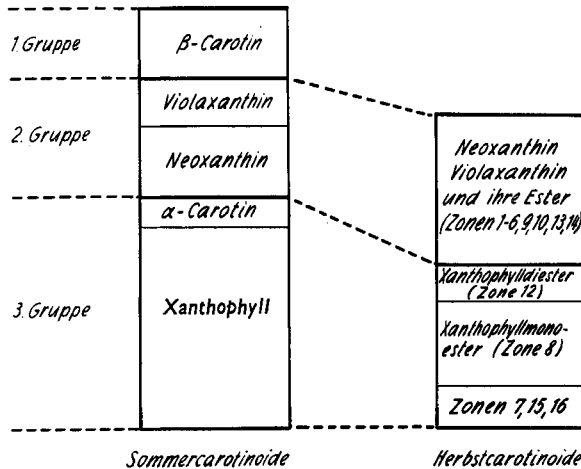 1. Gruppe
β-Carotin
Violaxanthin
2. Gruppe
Neoxanthin
α-Carotin
3. Gruppe
Xanthophyll
Sommercarotinoide
Neoxanthin
Violaxanthin
und ihre Ester
(Zonen 1-6,9,10,13,14)
Xanthophylldiester
(Zone 12)
Xanthophyllmono-
ester (Zone 8)
Zonen 7,15,16
Herbstcarotinoide